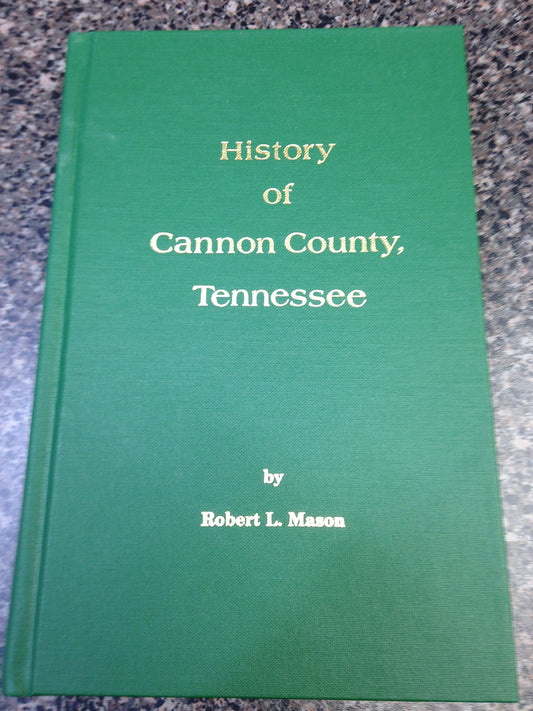 History
of
Cannon County,
Tennessee
by
Robert L. Mason